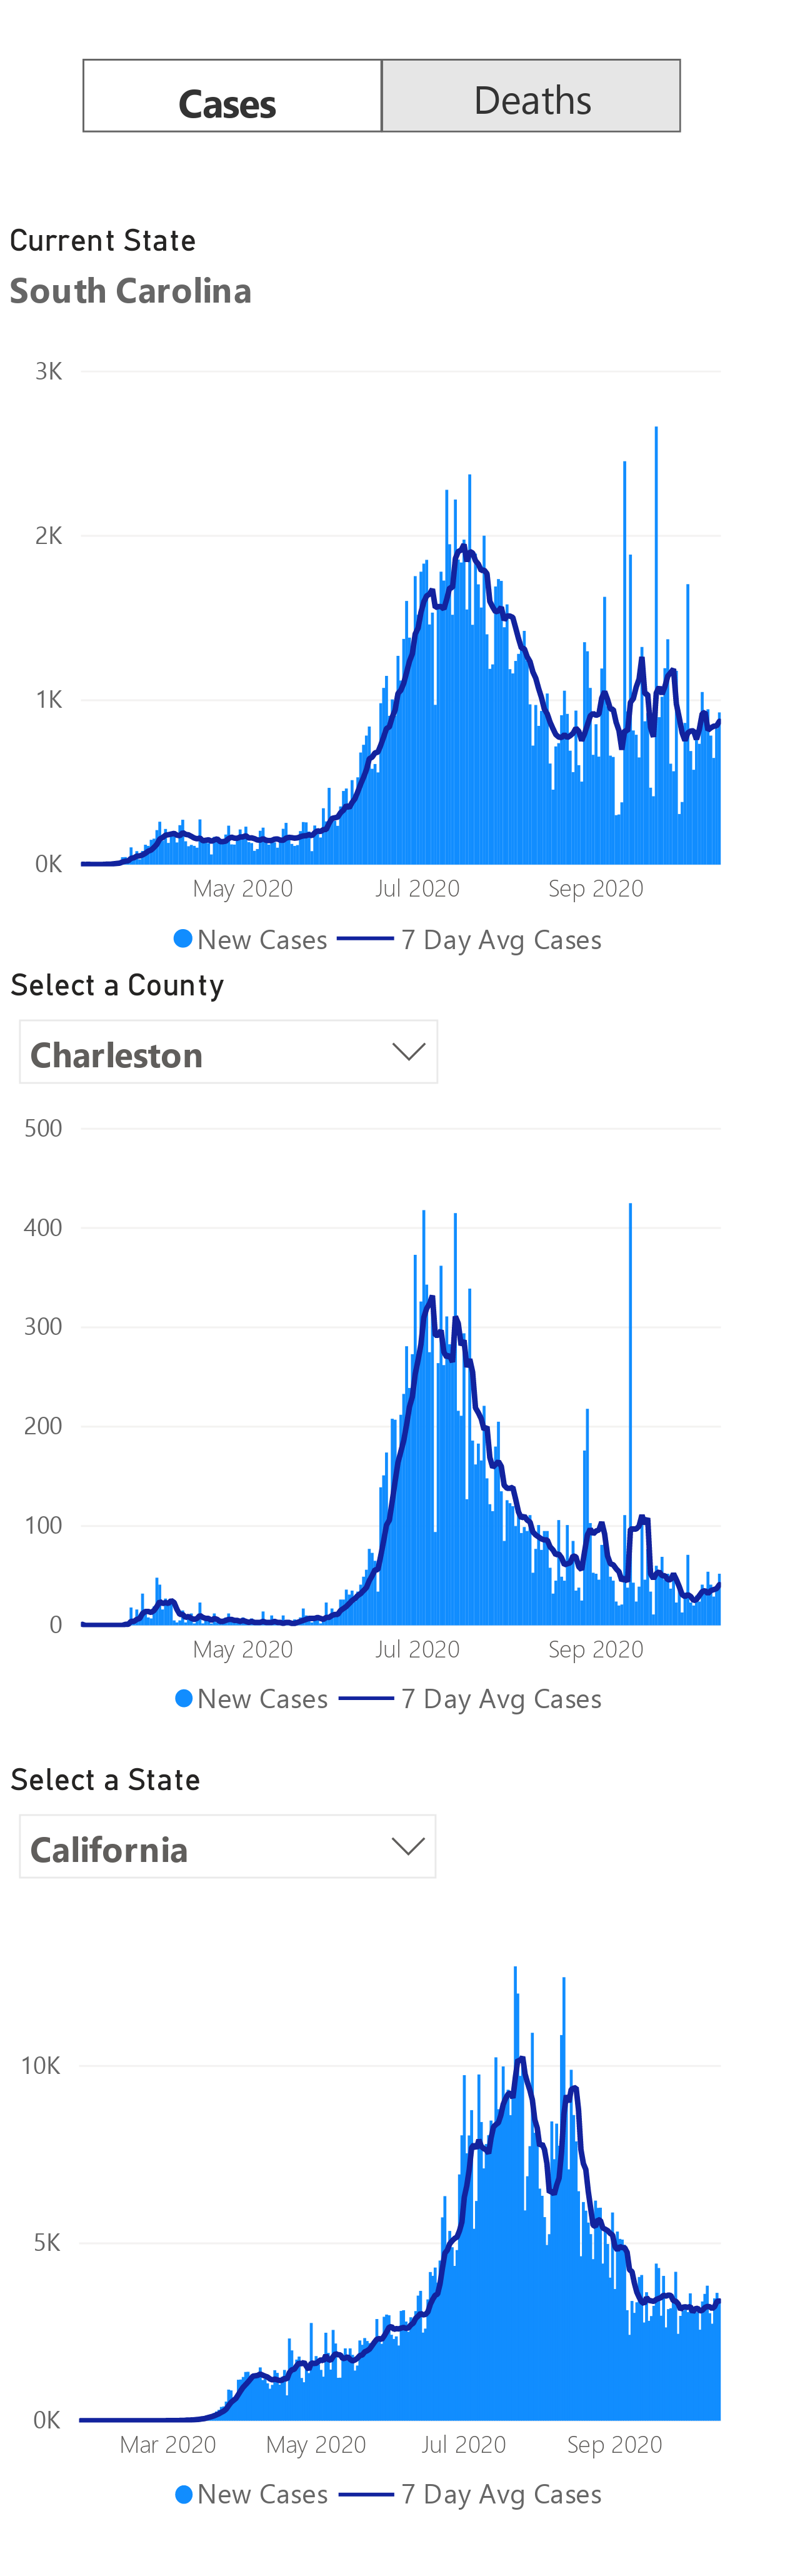 Cases Deaths
Current State
South Carolina
3K
2K
1K
0K
May 2020 Jul 2020 Sep 2020
New Cases 7 Day Avg Cases
Select a County
Charleston
500
400
300
200
100
0
May 2020 Jul 2020 Sep 2020
New Cases 7 Day Avg Cases
Select a State
California
10K
5K
0K
Mar 2020 May 2020 Jul 2020 Sep 2020
New Cases 7 Day Avg Cases